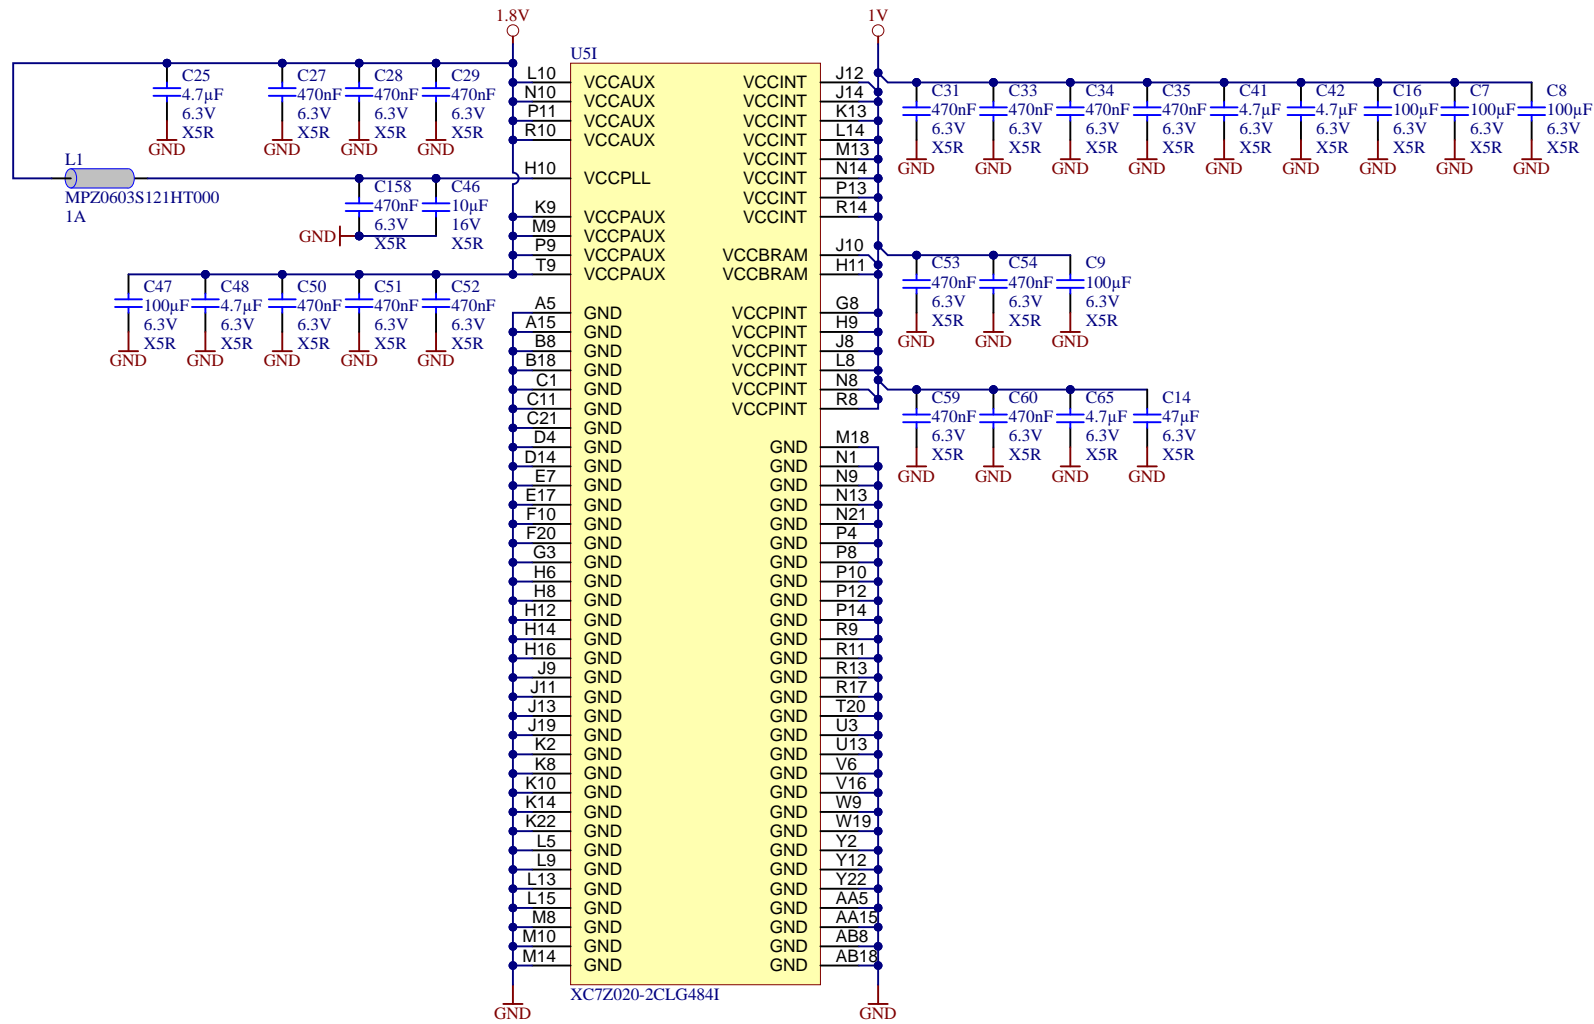 1.8V
1V
U5I
C25
4.7µF
6.3V
X5R
GND
C27
470nF
6.3V
X5R
GND
C28
470nF
6.3V
X5R
GND
C29
470nF
6.3V
X5R
GND
L1
MPZ0603S121HT000
1A
C158
470nF
6.3V
X5R
C46
10µF
16V
X5R
GND
C47
100µF
6.3V
X5R
GND
C48
4.7µF
6.3V
X5R
GND
C50
470nF
6.3V
X5R
GND
C51
470nF
6.3V
X5R
GND
C52
470nF
6.3V
X5R
GND
L10 VCCAUX
N10 VCCAUX
P11 VCCAUX
R10 VCCAUX
H10 VCCPLL
K9 VCCPAUX
M9 VCCPAUX
P9 VCCPAUX
T9 VCCPAUX
A5 GND
A15 GND
B8 GND
B18 GND
C1 GND
C11 GND
C21 GND
D4 GND
D14 GND
E7 GND
E17 GND
F10 GND
F20 GND
G3 GND
H6 GND
H8 GND
H12 GND
H14 GND
H16 GND
J9 GND
J11 GND
J13 GND
J19 GND
K2 GND
K8 GND
K10 GND
K14 GND
K22 GND
L5 GND
L9 GND
L13 GND
L15 GND
M8 GND
M10 GND
M14 GND
GND
VCCINT J12
VCCINT J14
VCCINT K13
VCCINT L14
VCCINT M13
VCCINT N14
VCCINT P13
VCCINT R14
VCCBRAM J10
VCCBRAM H11
VCCPINT G8
VCCPINT H9
VCCPINT J8
VCCPINT L8
VCCPINT N8
VCCPINT R8
GND M18
GND N1
GND N9
GND N13
GND N21
GND P4
GND P8
GND P10
GND P12
GND P14
GND R9
GND R11
GND R13
GND R17
GND T20
GND U3
GND U13
GND V6
GND V16
GND W9
GND W19
GND Y2
GND Y12
GND Y22
GND AA5
GND AA15
GND AB8
GND AB18
GND
XC7Z020-2CLG484I
C31
470nF
6.3V
X5R
GND
C33
470nF
6.3V
X5R
GND
C34
470nF
6.3V
X5R
GND
C35
470nF
6.3V
X5R
GND
C41
4.7µF
6.3V
X5R
GND
C42
4.7µF
6.3V
X5R
GND
C16
100µF
6.3V
X5R
GND
C7
100µF
6.3V
X5R
GND
C8
100µF
6.3V
X5R
GND
C53
470nF
6.3V
X5R
GND
C54
470nF
6.3V
X5R
GND
C9
100µF
6.3V
X5R
GND
C59
470nF
6.3V
X5R
GND
C60
470nF
6.3V
X5R
GND
C65
4.7µF
6.3V
X5R
GND
C14
47µF
6.3V
X5R
GND